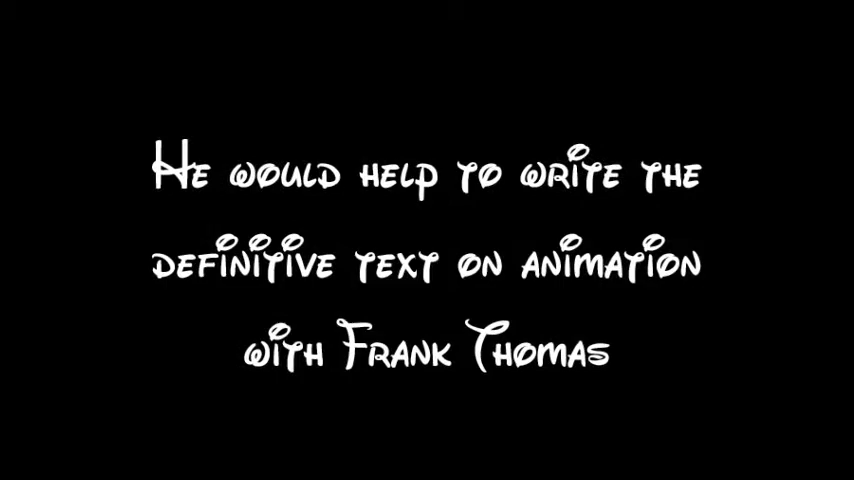 He would help to write the
definitive text on animation
with Frank Thomas